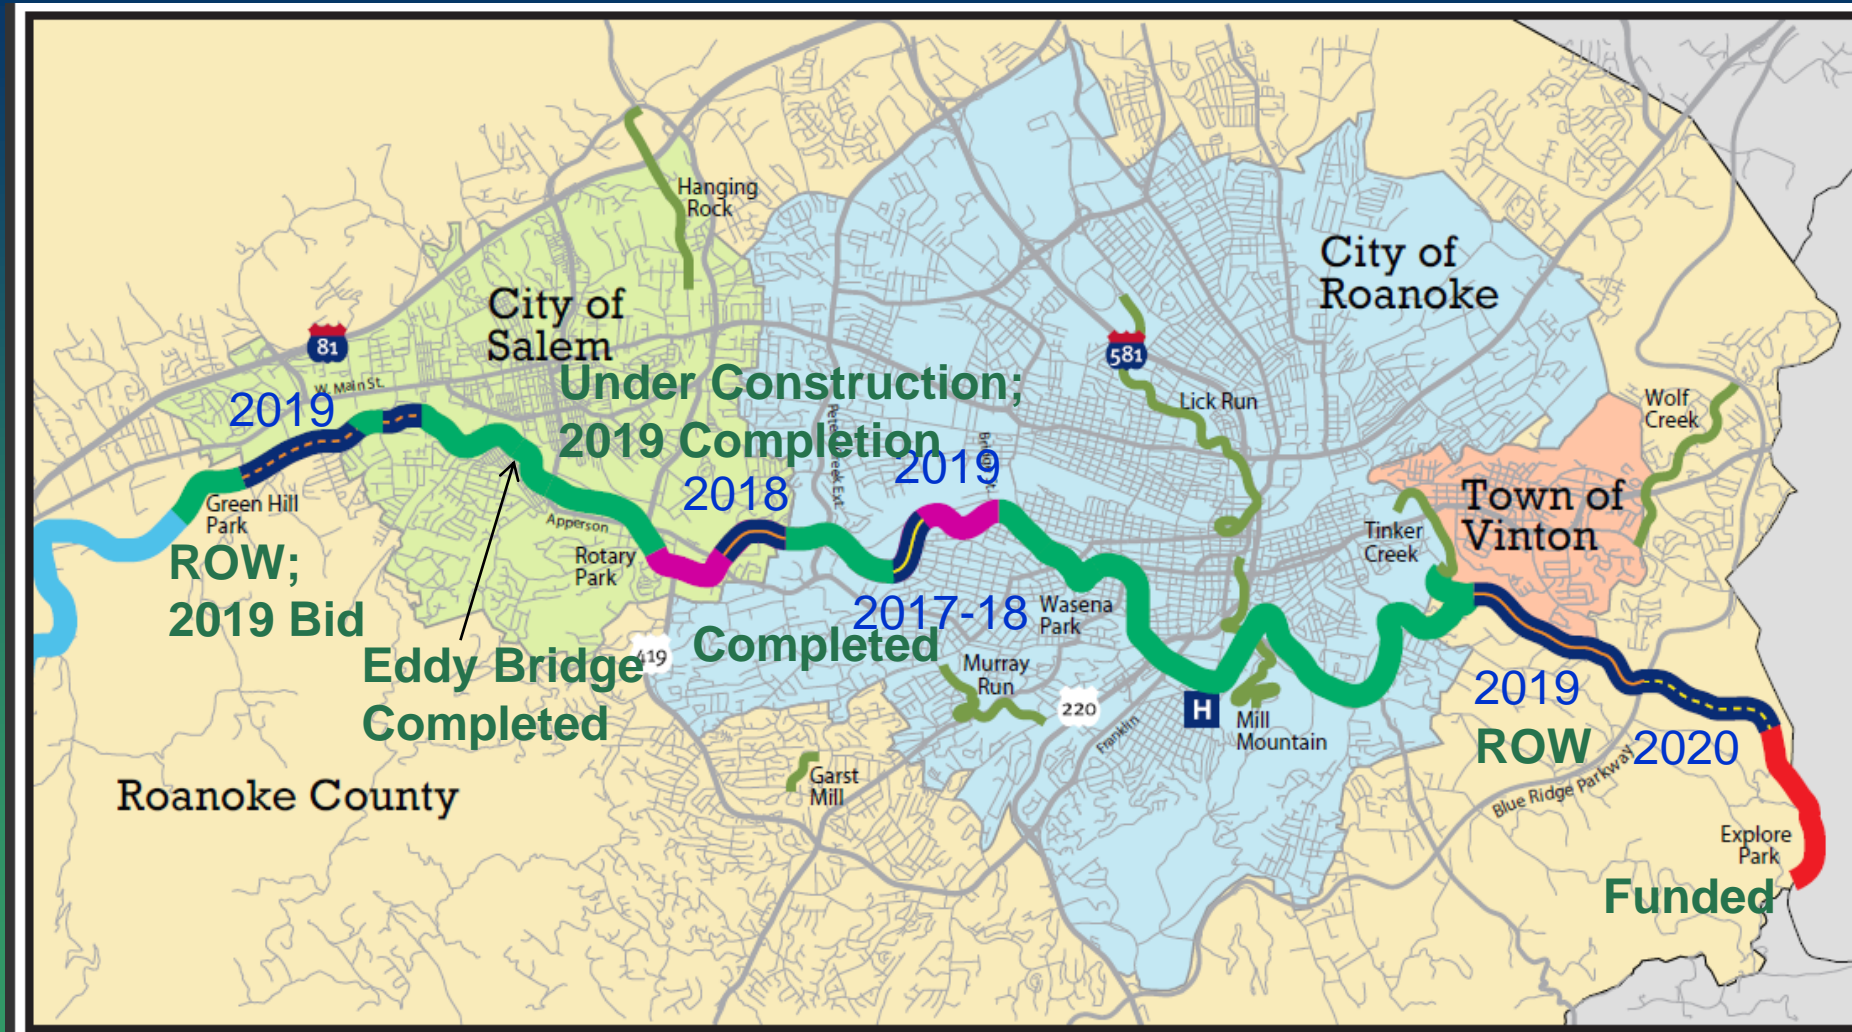 Hanging
Rock
City of
Roanoke
City of
Salem
81
581
W. Main St.
2019
Under Construction;
2019 Completion
Lick Run
Wolf
Creek
2019
2018
Green Hill
Park
Apperson
Rotary
Park
Town of
Vinton
Tinker
Creek
ROW;
2019 Bid
2017-18
Wasena
Park
Completed
419
Eddy Bridge
Completed
Murray
Run
220
H
Mill
Mountain
Franklin
2019
ROW
2020
Blue Ridge Parkway
Garst
Mill
Roanoke County
Explore
Park
Funded